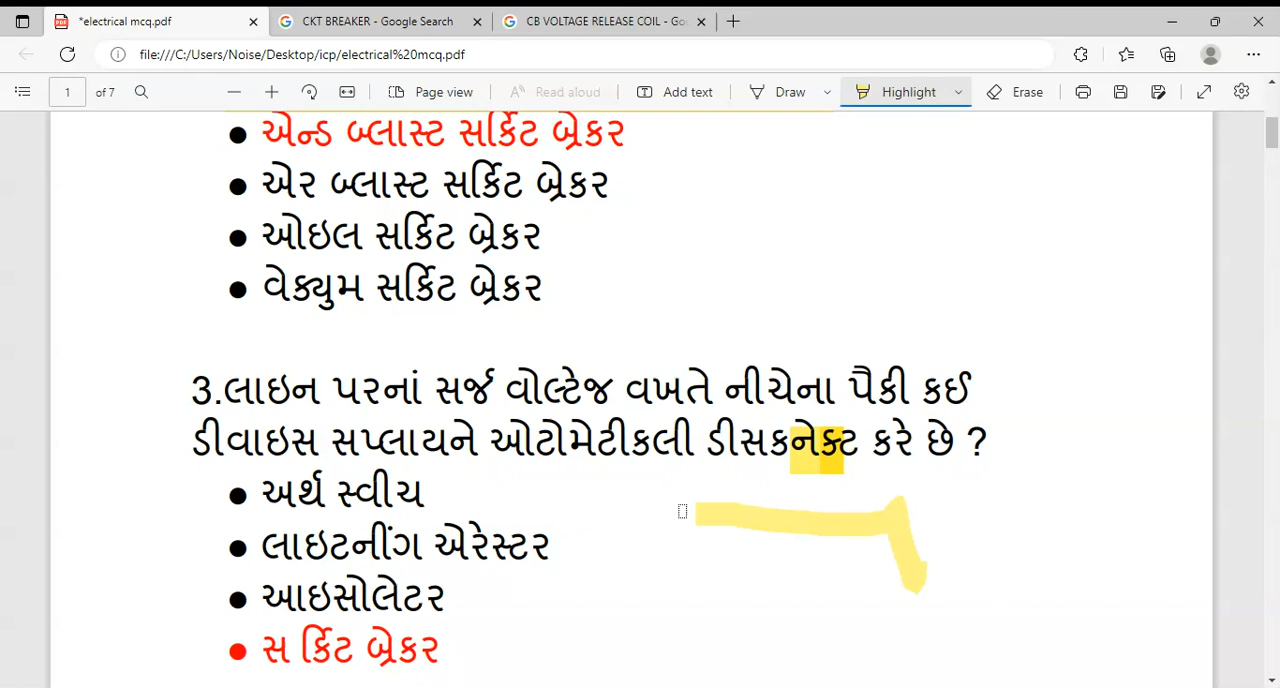 *electrical mcq.pdf
CKT BREAKER - Google Search
CB VOLTAGE RELEASE COIL - Go
file:///C:/Users/Noise/Desktop/icp/electrical%20mcq.pdf
1 of 7
Page view
Read aloud
Add text
Draw
Highlight
Erase
• એન્ડ બ્લાસ્ટ સર્કિટ બ્રેકર
• એર બ્લાસ્ટ સર્કિટ બ્રેકર
• ઓઇલ સર્કિટ બ્રેકર
• વેક્યુમ સર્કિટ બ્રેકર
3.લાઇન પરનાં સર્જ વોલ્ટેજ વખતે નીચેના પૈકી કઈ
ડીવાઇસ સપ્લાયને ઓટોમેટીકલી ડીસકનેક્ટ કરે છે ?
• અર્થ સ્વીચ
• લાઇટનીંગ એરેસ્ટર
• આઇસોલેટર
• સ ર્કિટ બ્રેકર